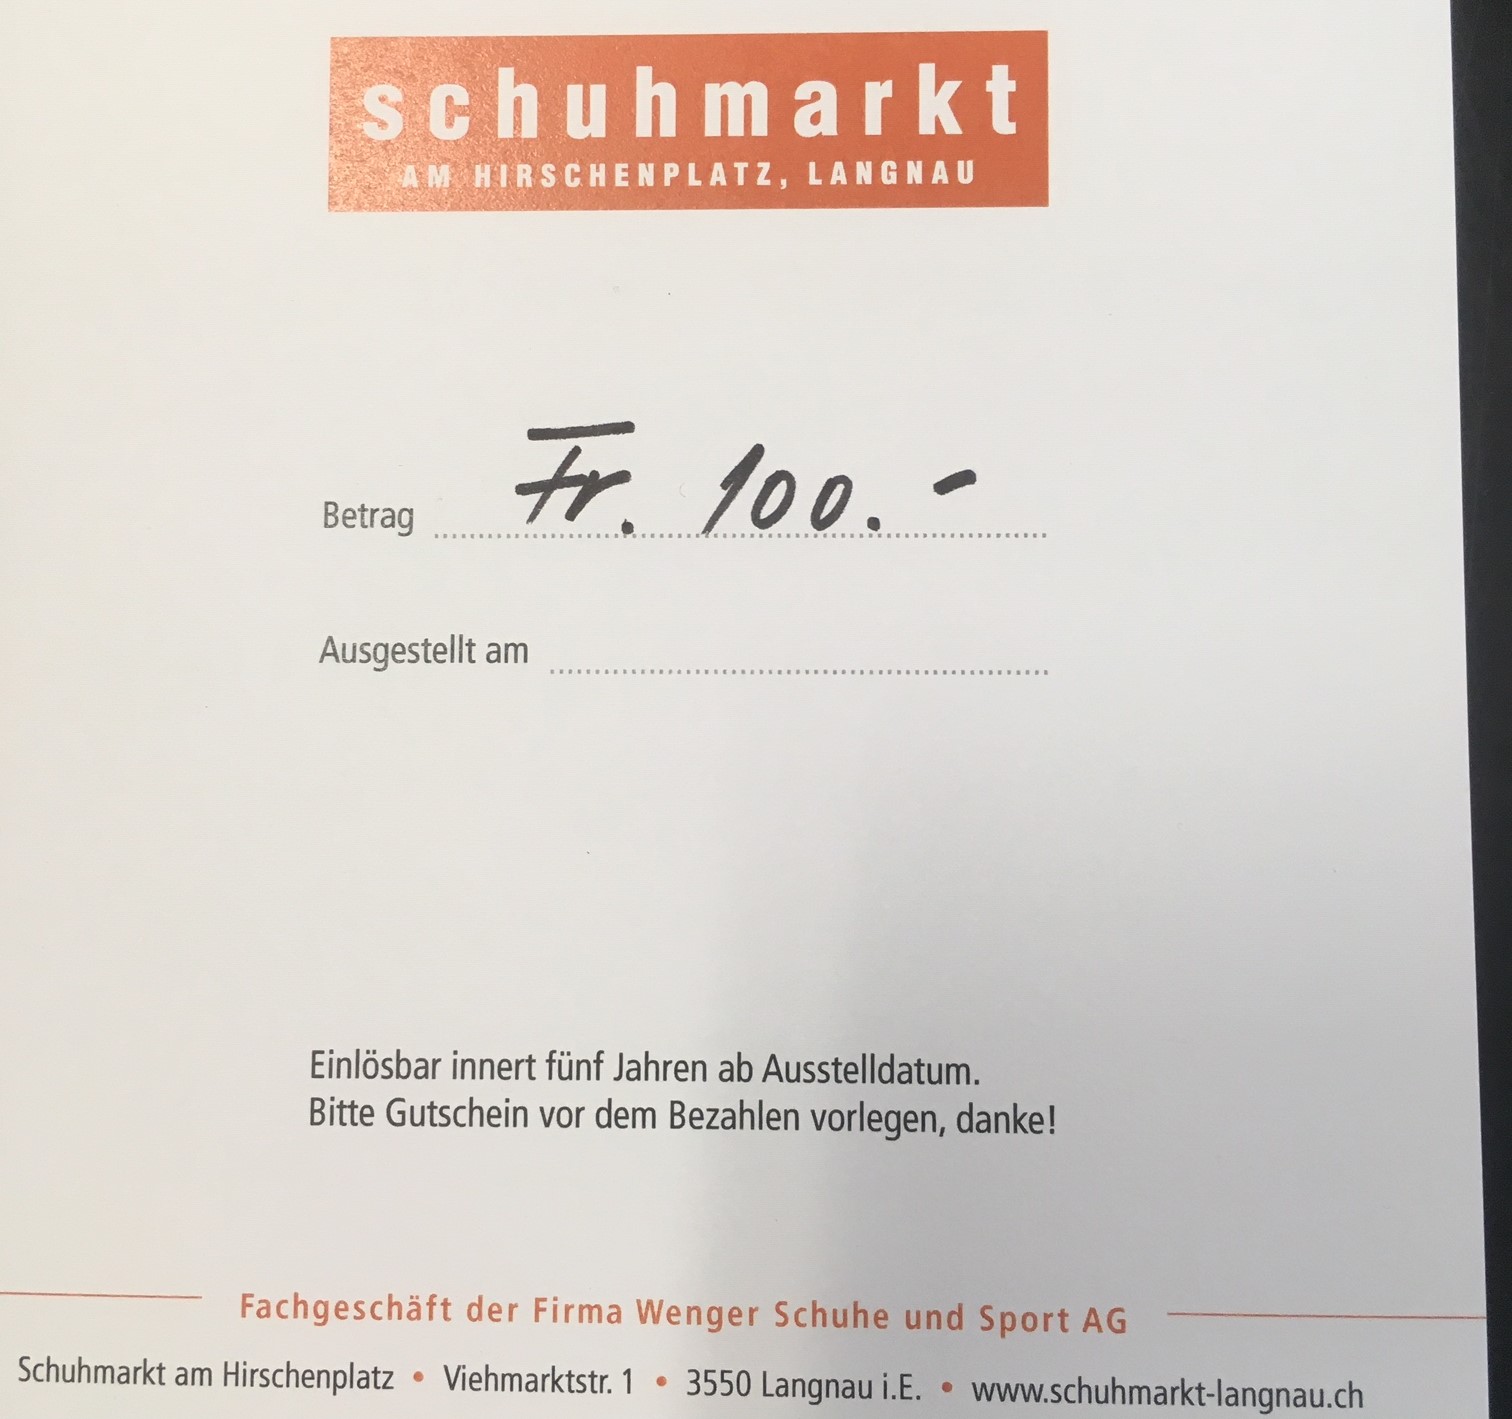 schuhmarkt
AM HIRSCHENPLATZ, LANGNAU
Betrag Fr. 100.-
Ausgestellt am
Einlösbar innert fünf Jahren ab Ausstelldatum.
Bitte Gutschein vor dem Bezahlen vorlegen, danke!
Fachgeschäft der Firma Wenger Schuhe und Sport AG
Schuhmarkt am Hirschenplatz • Viehmarktstr. 1 • 3550 Langnau i.E. • www.schuhmarkt-langnau.ch